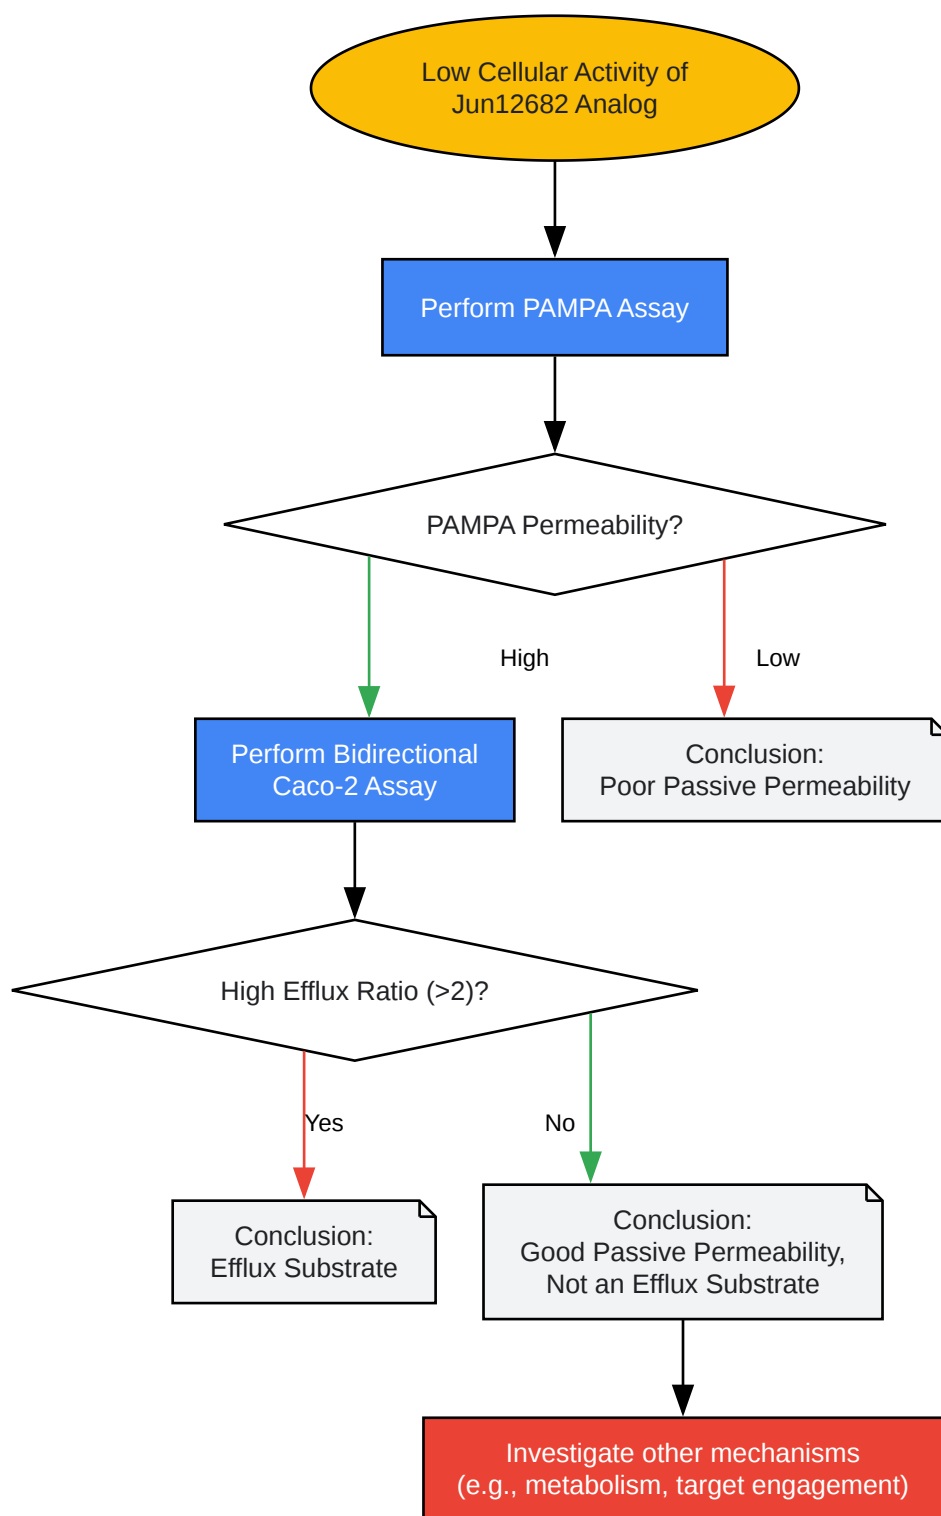 Low Cellular Activity of
Jun12682 Analog
Perform PAMPA Assay
PAMPA Permeability?
High
Low
Perform Bidirectional
Caco-2 Assay
Conclusion:
Poor Passive Permeability
High Efflux Ratio (>2)?
Yes
No
Conclusion:
Efflux Substrate
Conclusion:
Good Passive Permeability,
Not an Efflux Substrate
Investigate other mechanisms
(e.g., metabolism, target engagement)